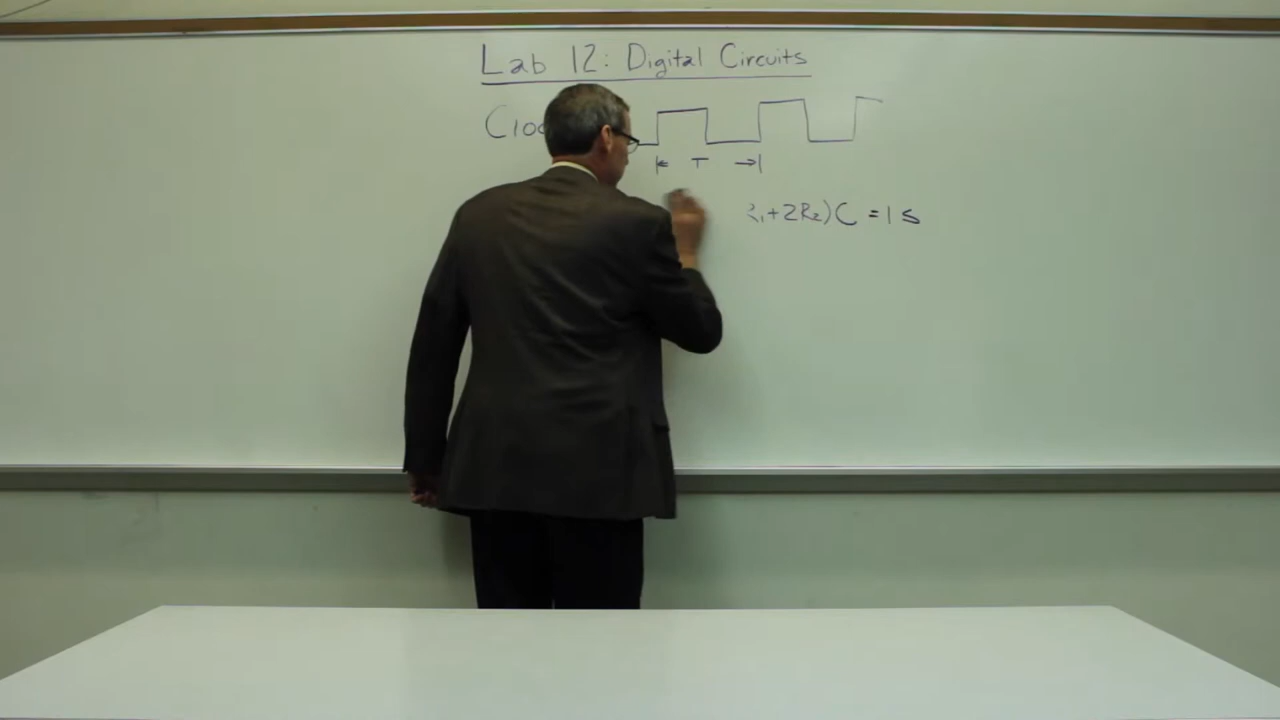 Lab 12: Digital Circuits
T
+2R₂)C = 1 s